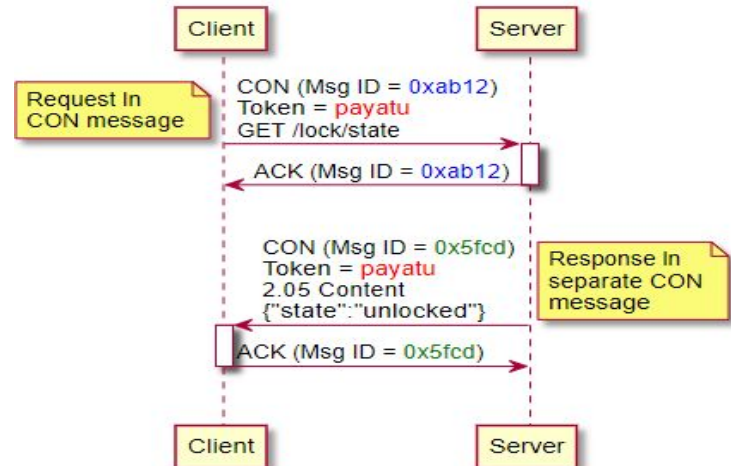 Client
Server
Request In
CON message
CON (Msg ID = 0xab12)
Token = payatu
GET /lock/state
ACK (Msg ID = 0xab12)
CON (Msg ID = 0x5fcd)
Token = payatu
2.05 Content
{"state":"unlocked"}
Response In
separate CON
message
ACK (Msg ID = 0x5fcd)
Client
Server